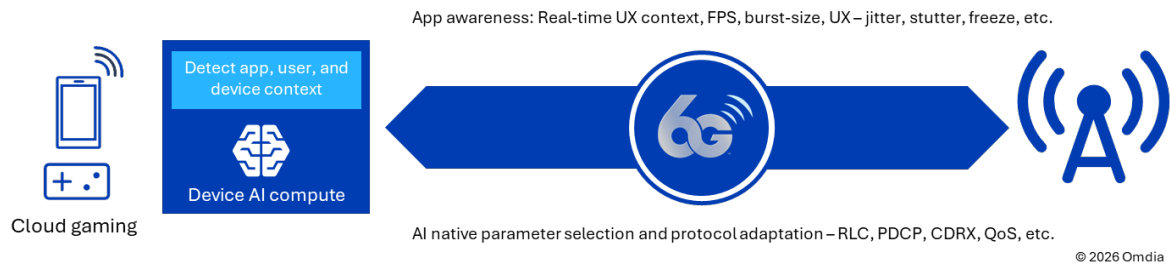 App awareness: Real-time UX context, FPS, burst-size, UX – jitter, stutter, freeze, etc.
Detect app, user, and
device context
Device AI compute
Cloud gaming
6G
AI native parameter selection and protocol adaptation – RLC, PDCP, CDRX, QoS, etc.
© 2026 Omdia